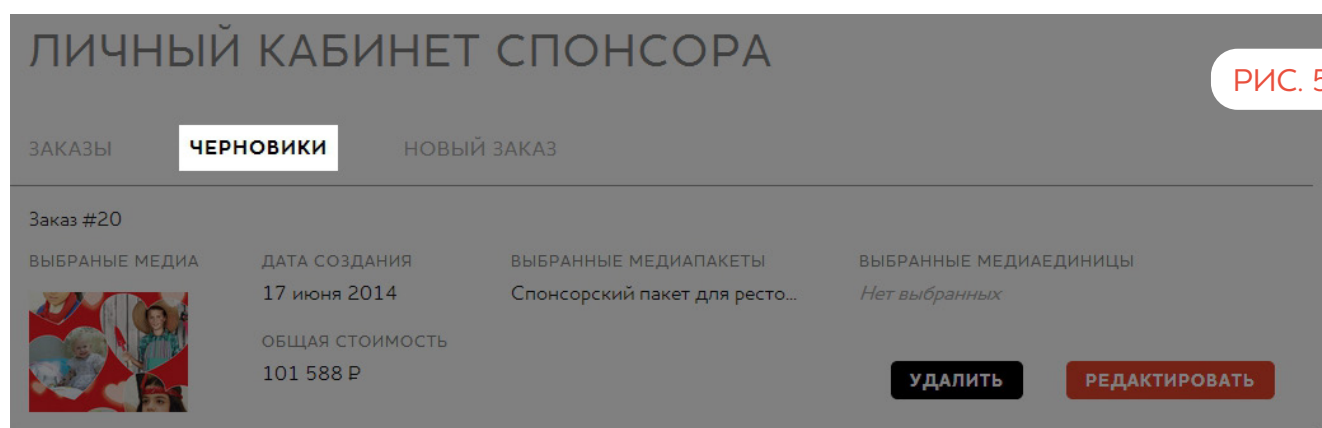 ЛИЧНЫЙ КАБИНЕТ СПОНСОРА
РИС. 5
ЗАКАЗЫ ЧЕРНОВИКИ НОВЫЙ ЗАКАЗ
Заказ #20
ВЫБРАНЫЕ МЕДИА ДАТА СОЗДАНИЯ ВЫБРАННЫЕ МЕДИАПАКЕТЫ ВЫБРАННЫЕ МЕДИАЕДИНИЦЫ
17 июня 2014 Спонсорский пакет для ресто... Нет выбранных
ОБЩАЯ СТОИМОСТЬ
101 588 ₽
УДАЛИТЬ РЕДАКТИРОВАТЬ